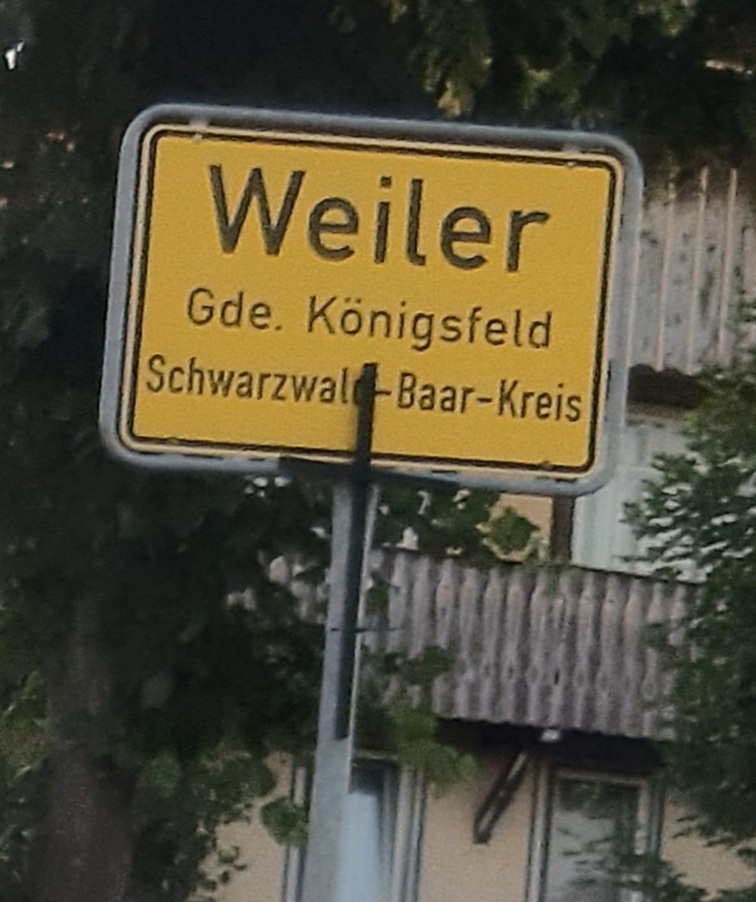 Weiler
Gde. Königsfeld
Schwarzwald-Baar-Kreis